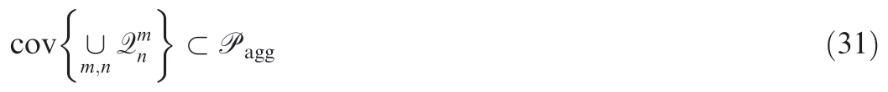 cov{∪_{m,n} 𝒬_n^m} ⊂ 𝒫_agg (31)